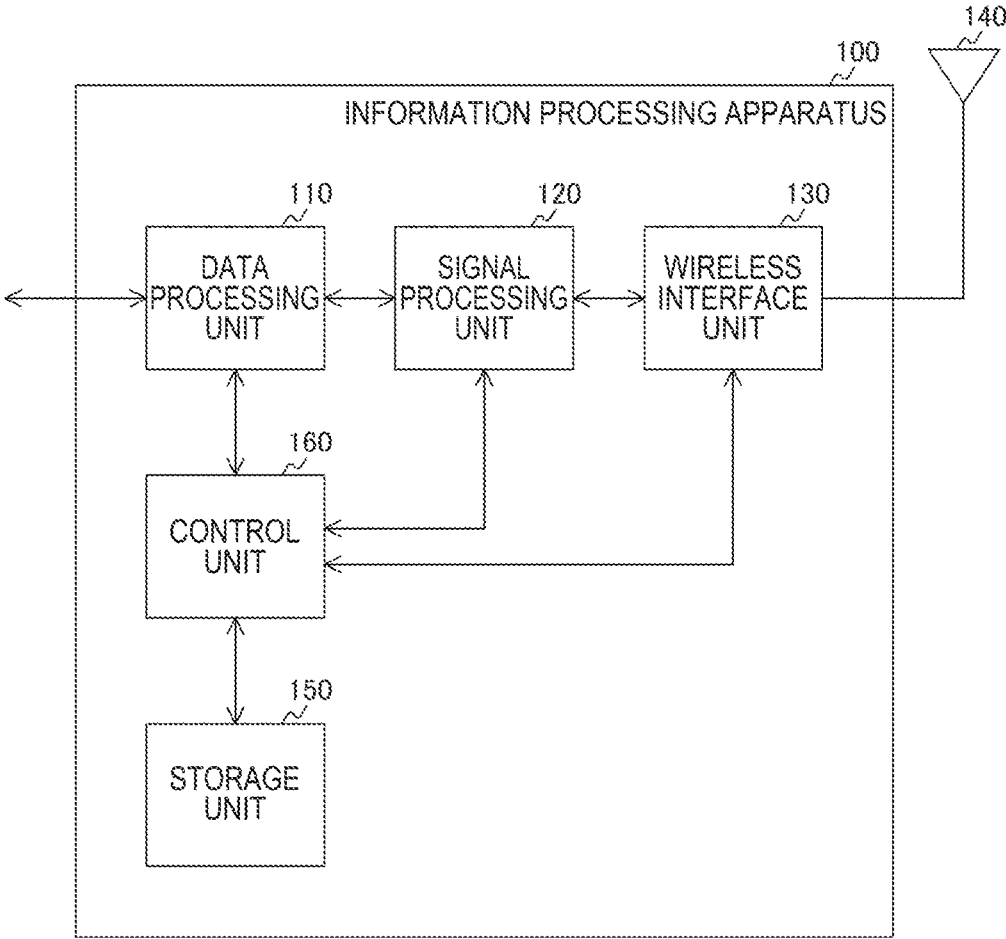 140
100
INFORMATION PROCESSING APPARATUS
110
DATA
PROCESSING
UNIT
120
SIGNAL
PROCESSING
UNIT
130
WIRELESS
INTERFACE
UNIT
160
CONTROL
UNIT
150
STORAGE
UNIT